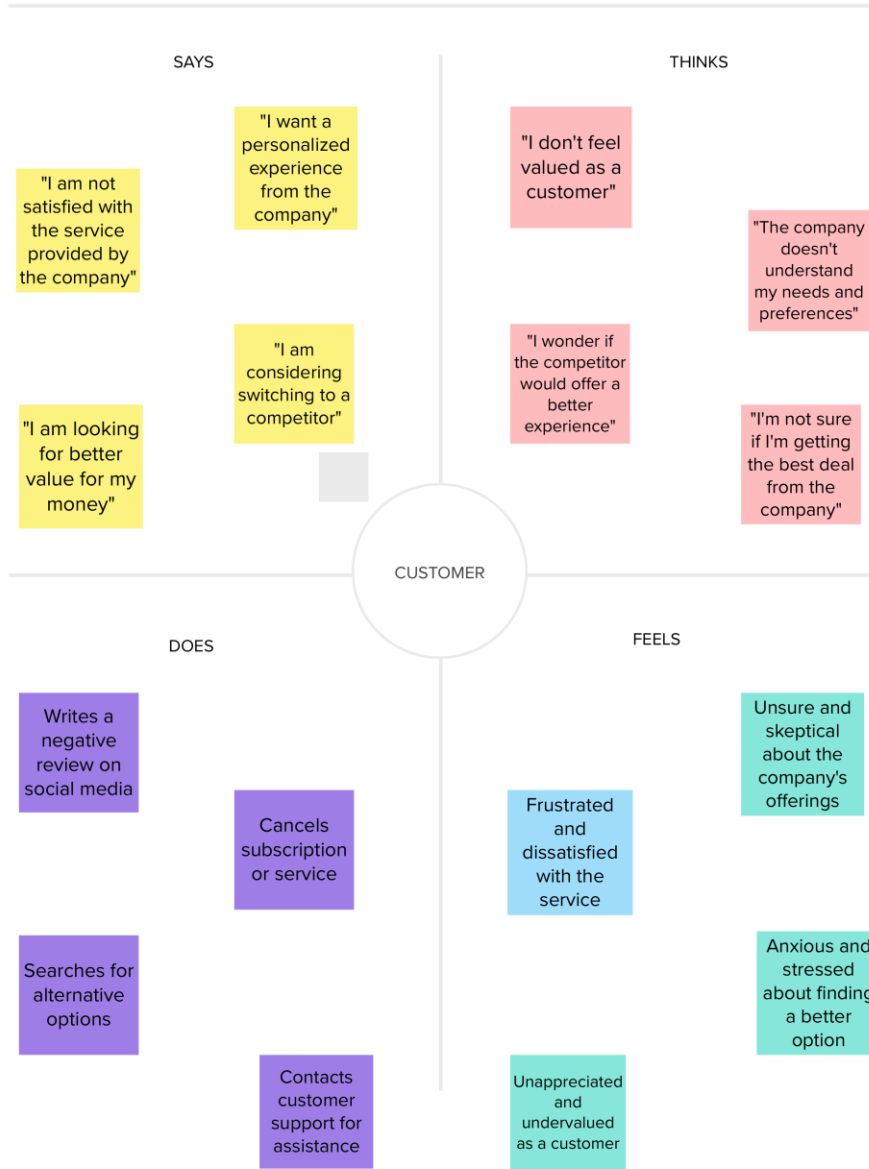 SAYS
"I want a
personalized
experience
from the
company"
"I am not
satisfied with
the service
provided by
the company"
"I am
considering
switching to a
competitor"
"I am looking
for better
value for my
money"
THINKS
"I don't feel
valued as a
customer"
"The company
doesn't
understand
my needs and
preferences"
"I wonder if
the competitor
would offer a
better
experience"
"I'm not sure
if I'm getting
the best deal
from the
company"
CUSTOMER
DOES
Writes a
negative
review on
social media
Cancels
subscription
or service
Searches for
alternative
options
Contacts
customer
support for
assistance
FEELS
Unsure and
skeptical
about the
company's
offerings
Frustrated
and
dissatisfied
with the
service
Anxious and
stressed
about finding
a better
option
Unappreciated
and
undervalued
as a customer